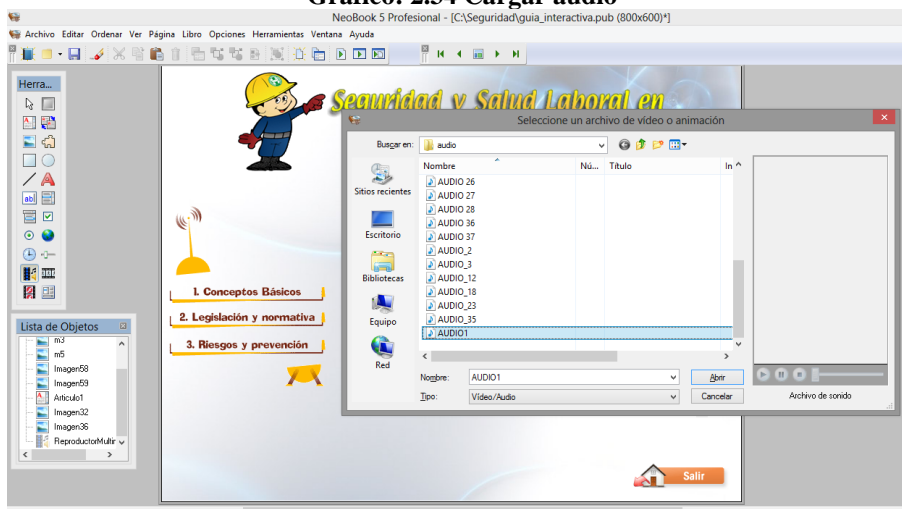 Gráfico: 2.54 Cargar audio
NeoBook 5 Profesional - [C:\Seguridad\guia_interactiva.pub (800x600)*]
Archivo Editar Ordenar Ver Página Libro Opciones Herramientas Ventana Ayuda
Herra...
Seguridad y Salud Laboral en
Seleccione un archivo de vídeo o animación
Buscar en:
audio
Nombre Nú... Título In
Sitios recientes
Escritorio
Bibliotecas
Equipo
Red
AUDIO 26
AUDIO 27
AUDIO 28
AUDIO 36
AUDIO 37
AUDIO_2
AUDIO_3
AUDIO_12
AUDIO_18
AUDIO_23
AUDIO_35
AUDIO1
Nombre: AUDIO1 Abrir
Tipo: Vídeo/Audio Cancelar
Archivo de sonido
1. Conceptos Básicos
2. Legislación y normativa
3. Riesgos y prevención
Lista de Objetos
m3
m5
Imagen58
Imagen59
Articulo1
Imagen32
Imagen36
ReproductorMultir
Salir